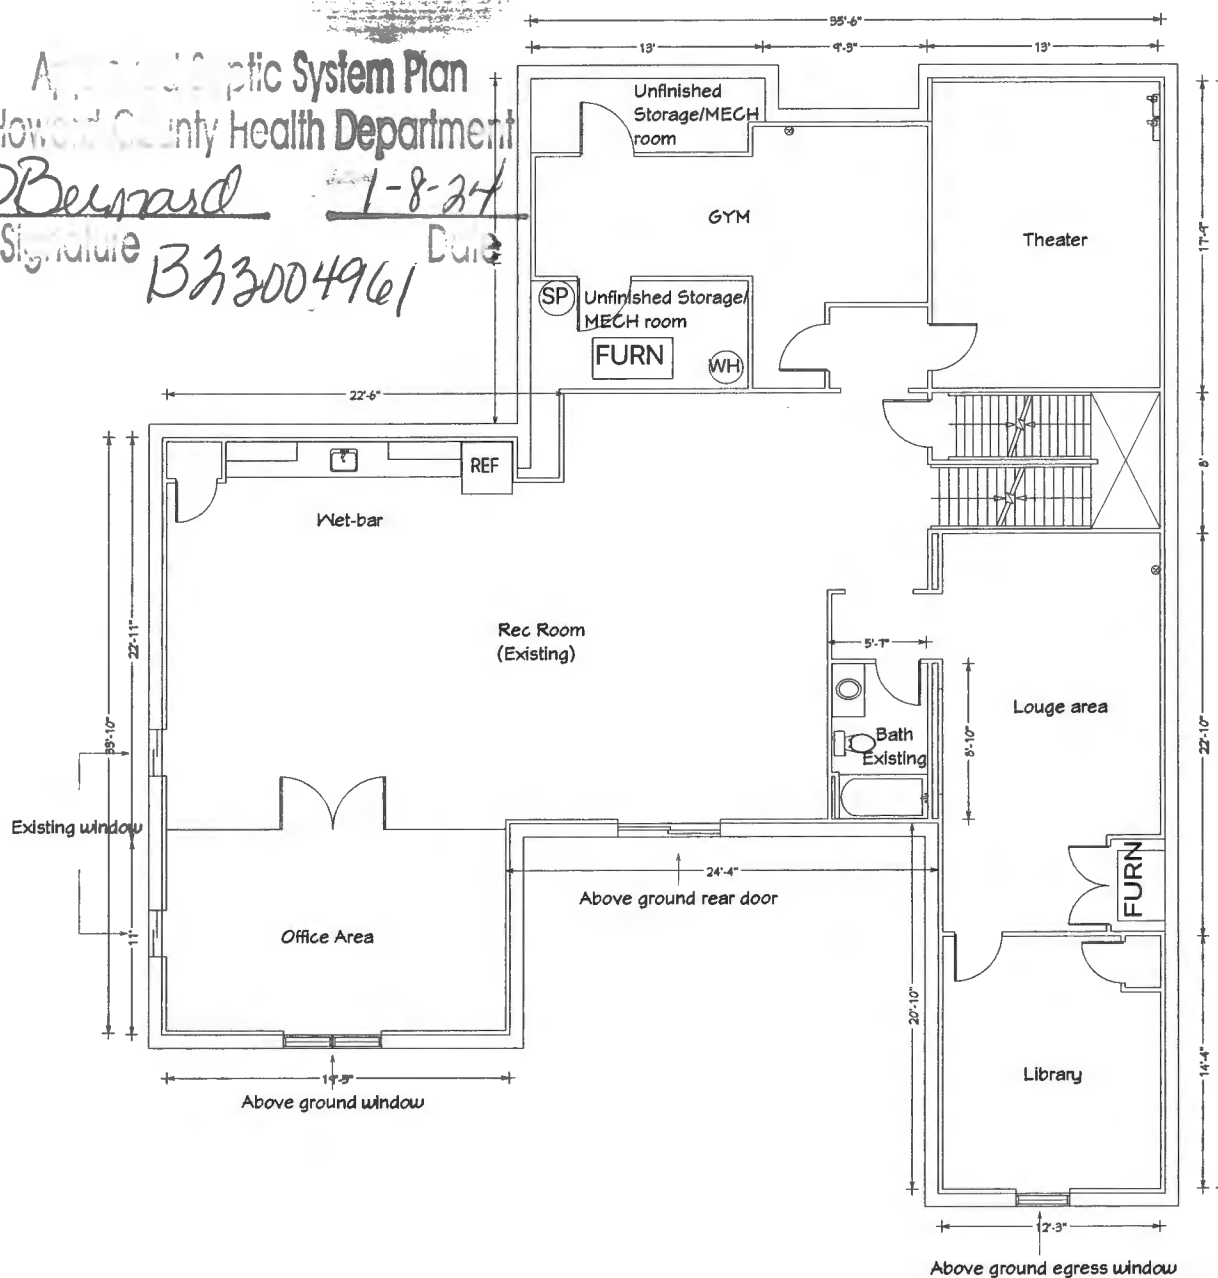 35'-6"
13'
9'-3"
13'
Septic System Plan
Howard County Health Department
Bernard 1-8-24
Signature Date
B23004961
Unfinished
Storage/MECH
room
GYM
Theater
17'-9"
SP
Unfinished Storage/
MECH room
FURN
WH
22'-6"
REF
Wet-bar
8'
Rec Room
(Existing)
22'-11"
5'-7"
33'-10"
8'-10"
Louge area
22'-10"
Bath
Existing
Existing window
24'-4"
Above ground rear door
FURN
Office Area
11'
20'-10"
Library
14'-4"
Above ground window
12'-3"
Above ground egress window